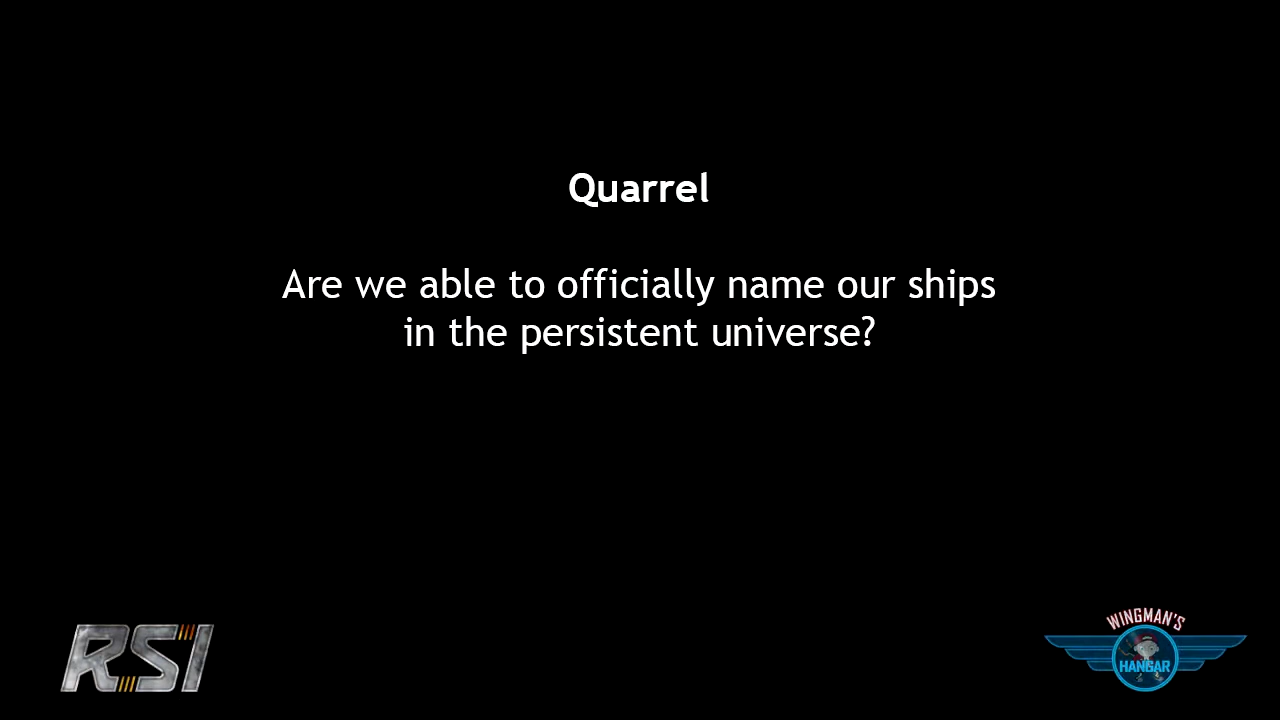 Quarrel
Are we able to officially name our ships
in the persistent universe?
RSI
WINGMAN'S
HANGAR